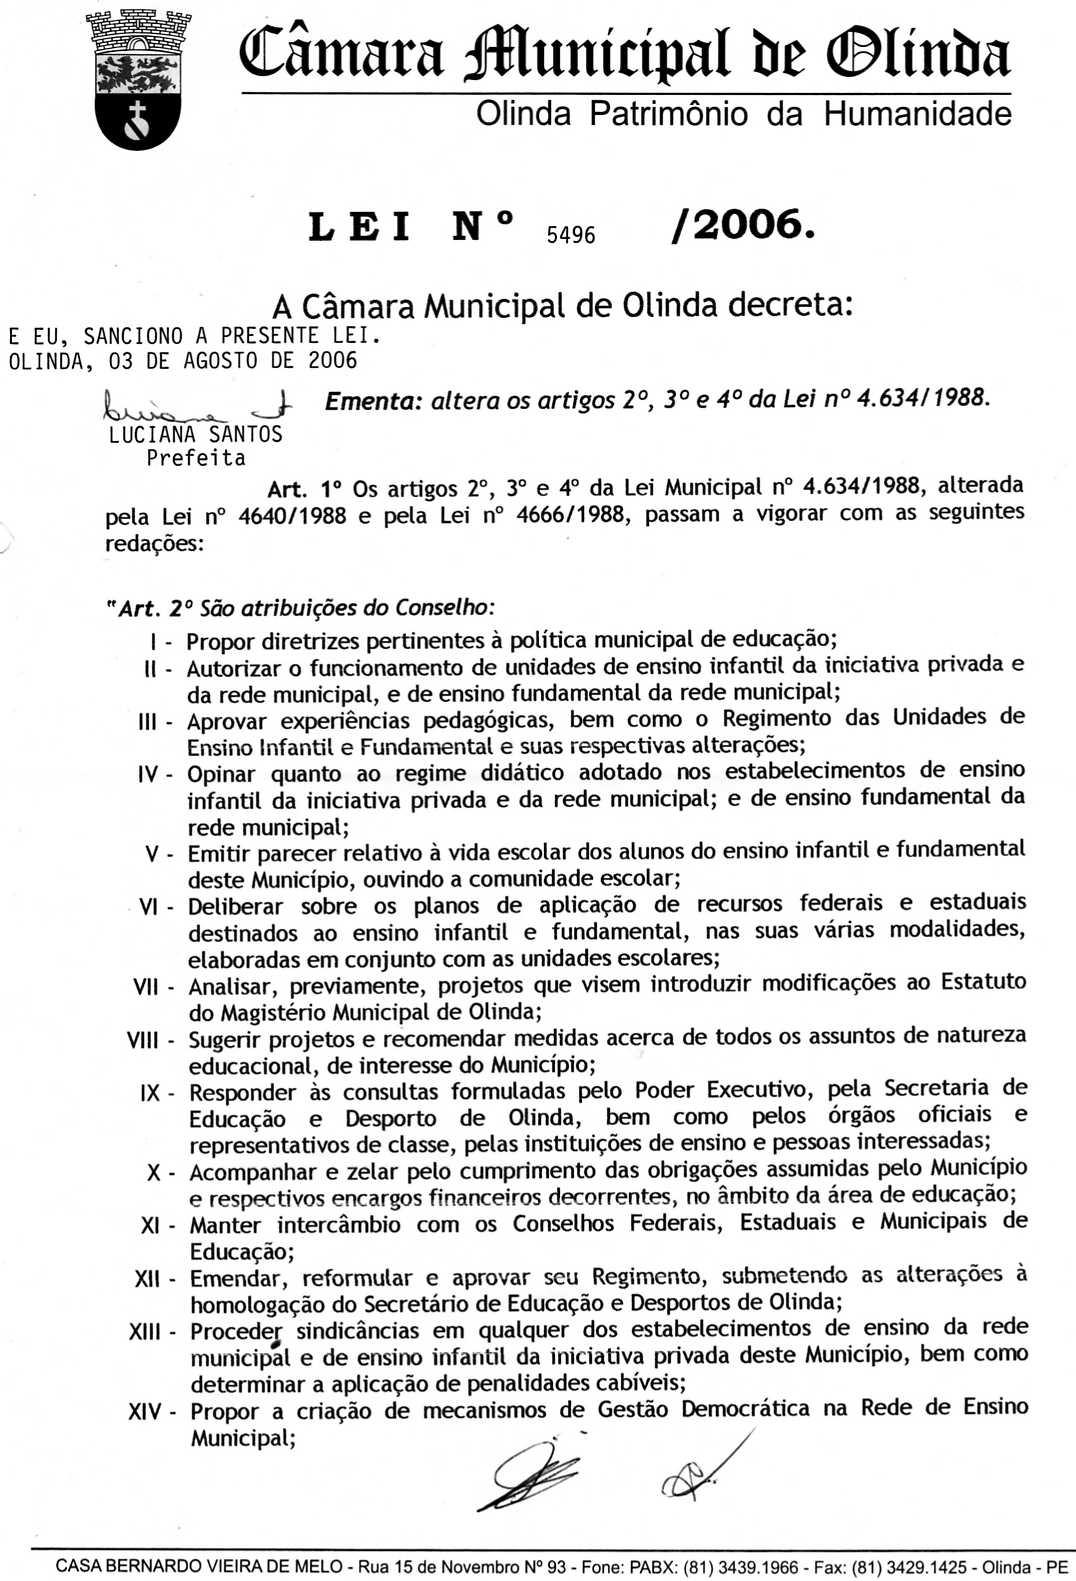 Câmara Municipal de Olinda
Olinda Patrimônio da Humanidade
LEI Nº 5496 /2006.
A Câmara Municipal de Olinda decreta:
E EU, SANCIONO A PRESENTE LEI.
OLINDA, 03 DE AGOSTO DE 2006
Ementa: altera os artigos 2º, 3º e 4º da Lei nº 4.634/1988.
LUCIANA SANTOS
Prefeita
Art. 1º Os artigos 2º, 3º e 4º da Lei Municipal nº 4.634/1988, alterada
pela Lei nº 4640/1988 e pela Lei nº 4666/1988, passam a vigorar com as seguintes
redações:
"Art. 2º São atribuições do Conselho:
I - Propor diretrizes pertinentes à política municipal de educação;
II - Autorizar o funcionamento de unidades de ensino infantil da iniciativa privada e
da rede municipal, e de ensino fundamental da rede municipal;
III - Aprovar experiências pedagógicas, bem como o Regimento das Unidades de
Ensino Infantil e Fundamental e suas respectivas alterações;
IV - Opinar quanto ao regime didático adotado nos estabelecimentos de ensino
infantil da iniciativa privada e da rede municipal; e de ensino fundamental da
rede municipal;
V - Emitir parecer relativo à vida escolar dos alunos do ensino infantil e fundamental
deste Município, ouvindo a comunidade escolar;
VI - Deliberar sobre os planos de aplicação de recursos federais e estaduais
destinados ao ensino infantil e fundamental, nas suas várias modalidades,
elaboradas em conjunto com as unidades escolares;
VII - Analisar, previamente, projetos que visem introduzir modificações ao Estatuto
do Magistério Municipal de Olinda;
VIII - Sugerir projetos e recomendar medidas acerca de todos os assuntos de natureza
educacional, de interesse do Município;
IX - Responder às consultas formuladas pelo Poder Executivo, pela Secretaria de
Educação e Desporto de Olinda, bem como pelos órgãos oficiais e
representativos de classe, pelas instituições de ensino e pessoas interessadas;
X - Acompanhar e zelar pelo cumprimento das obrigações assumidas pelo Município
e respectivos encargos financeiros decorrentes, no âmbito da área de educação;
XI - Manter intercâmbio com os Conselhos Federais, Estaduais e Municipais de
Educação;
XII - Emendar, reformular e aprovar seu Regimento, submetendo as alterações à
homologação do Secretário de Educação e Desportos de Olinda;
XIII - Proceder sindicâncias em qualquer dos estabelecimentos de ensino da rede
municipal e de ensino infantil da iniciativa privada deste Município, bem como
determinar a aplicação de penalidades cabíveis;
XIV - Propor a criação de mecanismos de Gestão Democrática na Rede de Ensino
Municipal;
CASA BERNARDO VIEIRA DE MELO - Rua 15 de Novembro Nº 93 - Fone: PABX: (81) 3439.1966 - Fax: (81) 3429.1425 - Olinda - PE